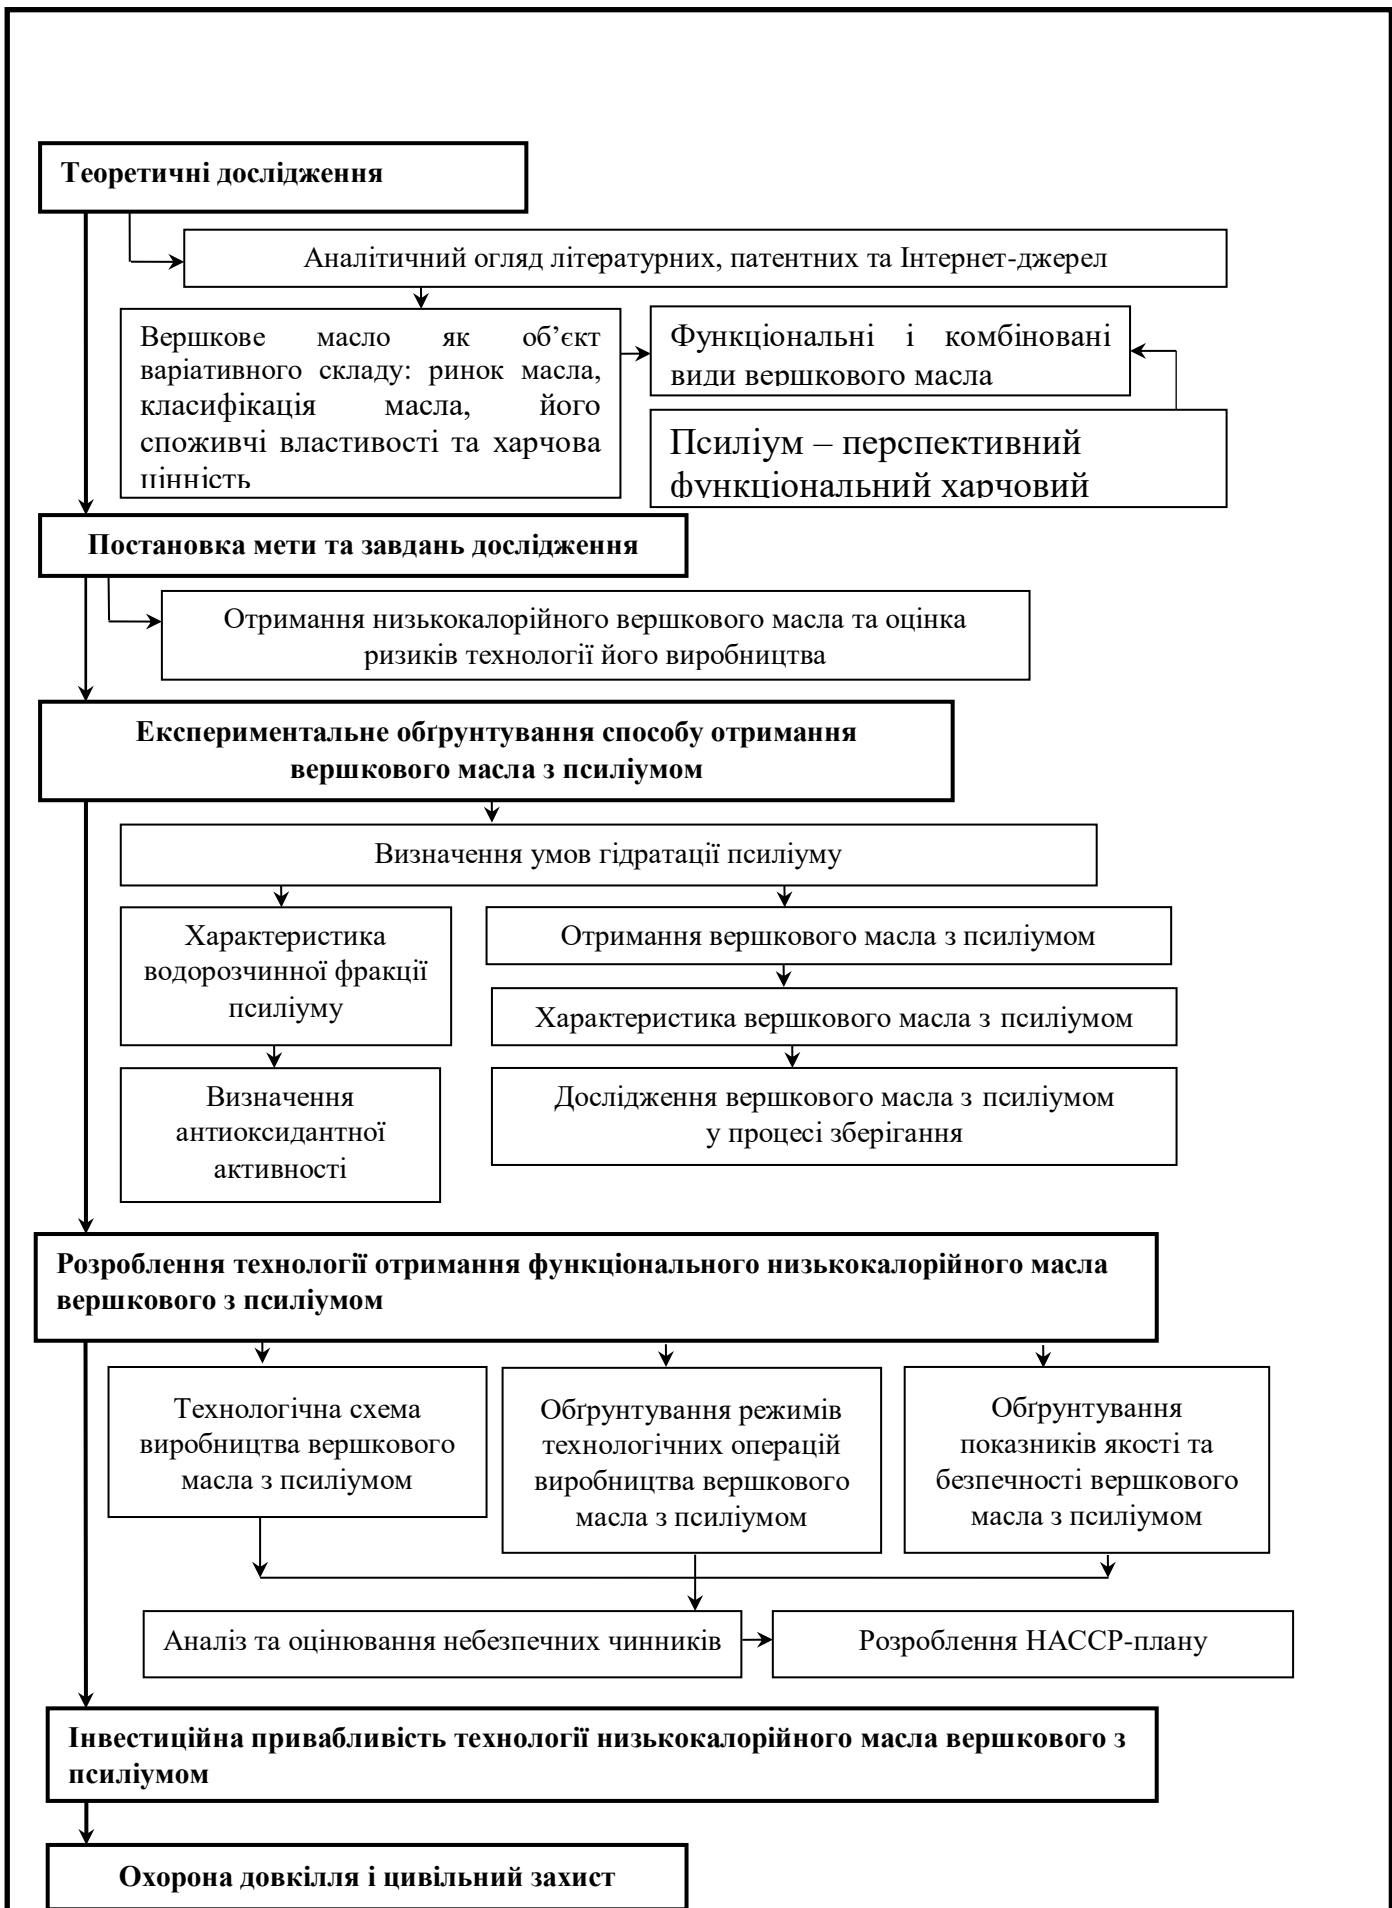 Теоретичні дослідження
Аналітичний огляд літературних, патентних та Інтернет-джерел
Вершкове масло як об’єкт
варіативного складу: ринок масла,
класифікація масла, його
споживчі властивості та харчова
цінність
Функціональні і комбіновані
види вершкового масла
Псиліум – перспективний
функціональний харчовий
Постановка мети та завдань дослідження
Отримання низькокалорійного вершкового масла та оцінка
ризиків технології його виробництва
Експериментальне обґрунтування способу отримання
вершкового масла з псиліумом
Визначення умов гідратації псиліуму
Характеристика
водорозчинної фракції
псиліуму
Отримання вершкового масла з псиліумом
Характеристика вершкового масла з псиліумом
Визначення
антиоксидантної
активності
Дослідження вершкового масла з псиліумом
у процесі зберігання
Розроблення технології отримання функціонального низькокалорійного масла
вершкового з псиліумом
Технологічна схема
виробництва вершкового
масла з псиліумом
Обґрунтування режимів
технологічних операцій
виробництва вершкового
масла з псиліумом
Обґрунтування
показників якості та
безпечності вершкового
масла з псиліумом
Аналіз та оцінювання небезпечних чинників
Розроблення НАССР-плану
Інвестиційна привабливість технології низькокалорійного масла вершкового з
псиліумом
Охорона довкілля і цивільний захист